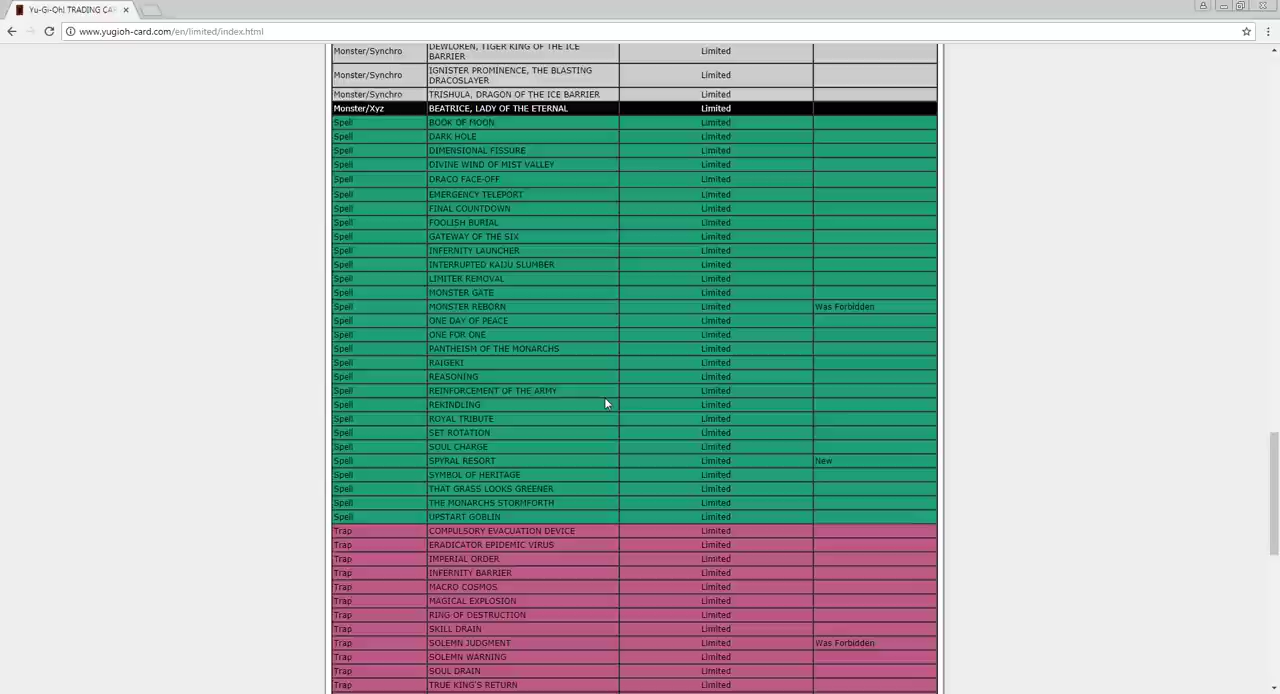 Yu-Gi-Oh! TRADING CA
www.yugioh-card.com/en/limited/index.html
Monster/Synchro DEWLOREN, TIGER KING OF THE ICE BARRIER Limited
Monster/Synchro IGNISTER PROMINENCE, THE BLASTING DRACOSLAYER Limited
Monster/Synchro TRISHULA, DRAGON OF THE ICE BARRIER Limited
Monster/Xyz BEATRICE, LADY OF THE ETERNAL Limited
Spell BOOK OF MOON Limited
Spell DARK HOLE Limited
Spell DIMENSIONAL FISSURE Limited
Spell DIVINE WIND OF MIST VALLEY Limited
Spell DRACO FACE-OFF Limited
Spell EMERGENCY TELEPORT Limited
Spell FINAL COUNTDOWN Limited
Spell FOOLISH BURIAL Limited
Spell GATEWAY OF THE SIX Limited
Spell INFERNITY LAUNCHER Limited
Spell INTERRUPTED KAIJU SLUMBER Limited
Spell LIMITER REMOVAL Limited
Spell MONSTER GATE Limited
Spell MONSTER REBORN Limited Was Forbidden
Spell ONE DAY OF PEACE Limited
Spell ONE FOR ONE Limited
Spell PANTHEISM OF THE MONARCHS Limited
Spell RAIGEKI Limited
Spell REASONING Limited
Spell REINFORCEMENT OF THE ARMY Limited
Spell REKINDLING Limited
Spell ROYAL TRIBUTE Limited
Spell SET ROTATION Limited
Spell SOUL CHARGE Limited
Spell SPYRAL RESORT Limited New
Spell SYMBOL OF HERITAGE Limited
Spell THAT GRASS LOOKS GREENER Limited
Spell THE MONARCHS STORMFORTH Limited
Spell UPSTART GOBLIN Limited
Trap COMPULSORY EVACUATION DEVICE Limited
Trap ERADICATOR EPIDEMIC VIRUS Limited
Trap IMPERIAL ORDER Limited
Trap INFERNITY BARRIER Limited
Trap MACRO COSMOS Limited
Trap MAGICAL EXPLOSION Limited
Trap RING OF DESTRUCTION Limited
Trap SKILL DRAIN Limited
Trap SOLEMN JUDGMENT Limited Was Forbidden
Trap SOLEMN WARNING Limited
Trap SOUL DRAIN Limited
Trap TRUE KING'S RETURN Limited